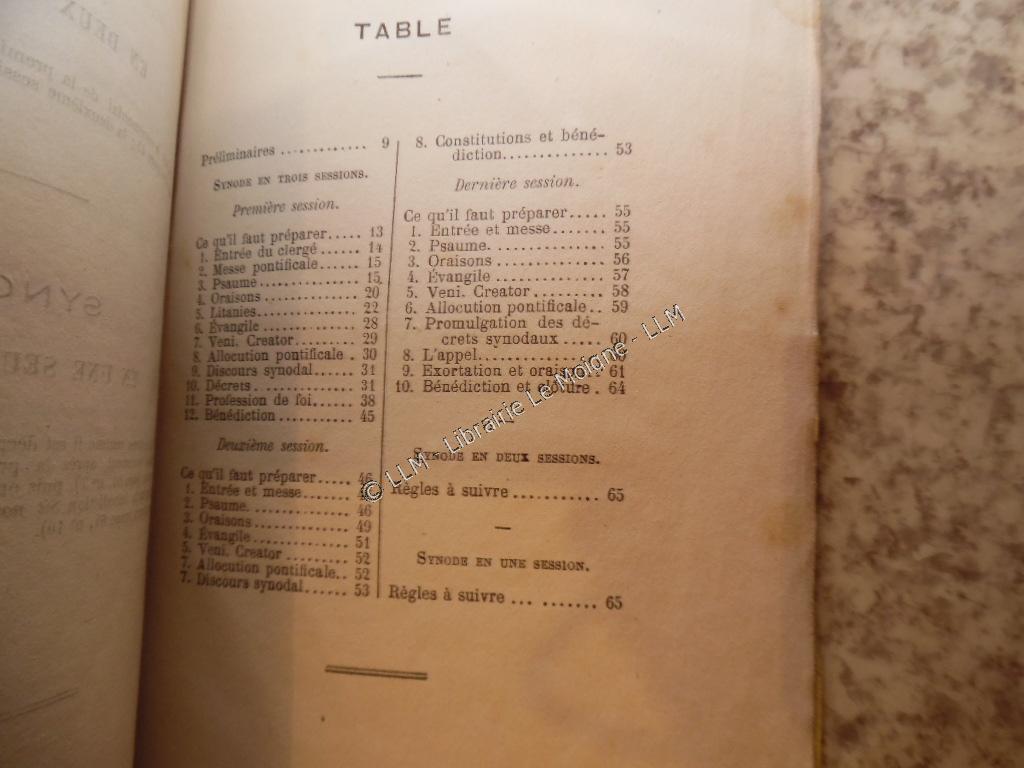 TABLE
Préliminaires ............. 9
SYNODE EN TROIS SESSIONS.
Première session.
Ce qu'il faut préparer..... 13
1. Entrée du clergé ...... 14
2. Messe pontificale...... 15
3. Psaume ................ 15
4. Oraisons .............. 20
5. Litanies............... 22
6. Évangile .............. 28
7. Veni. Creator.......... 29
8. Allocution pontificale . 30
9. Discours synodal....... 31
10. Décrets .............. 31
11. Profession de foi...... 38
12. Bénédiction ........... 45
Deuxième session.
Ce qu'il faut préparer..... 46
1. Entrée et messe........
2. Psaume. ............... 46
3. Oraisons............... 49
4. Évangile............... 51
5. Veni. Creator ......... 52
7. Allocution pontificale.. 52
7. Discours synodal...... 53
8. Constitutions et béné-
diction............... 53
Dernière session.
Ce qu'il faut préparer..... 55
1. Entrée et messe....... 55
2. Psaume. .............. 55
3. Oraisons ............. 56
4. Évangile ............. 57
5. Veni. Creator ......... 58
6. Allocution pontificale.. 59
7. Promulgation des dé-
crets synodaux ..... 60
8. L'appel...............
9. Exortation et oraison 61
10. Bénédiction et clôture . 64
SYNODE EN DEUX SESSIONS.
Règles à suivre............ 65
SYNODE EN UNE SESSION.
Règles à suivre ... ....... 65
© LLM - Librairie Le Moigne - LLM